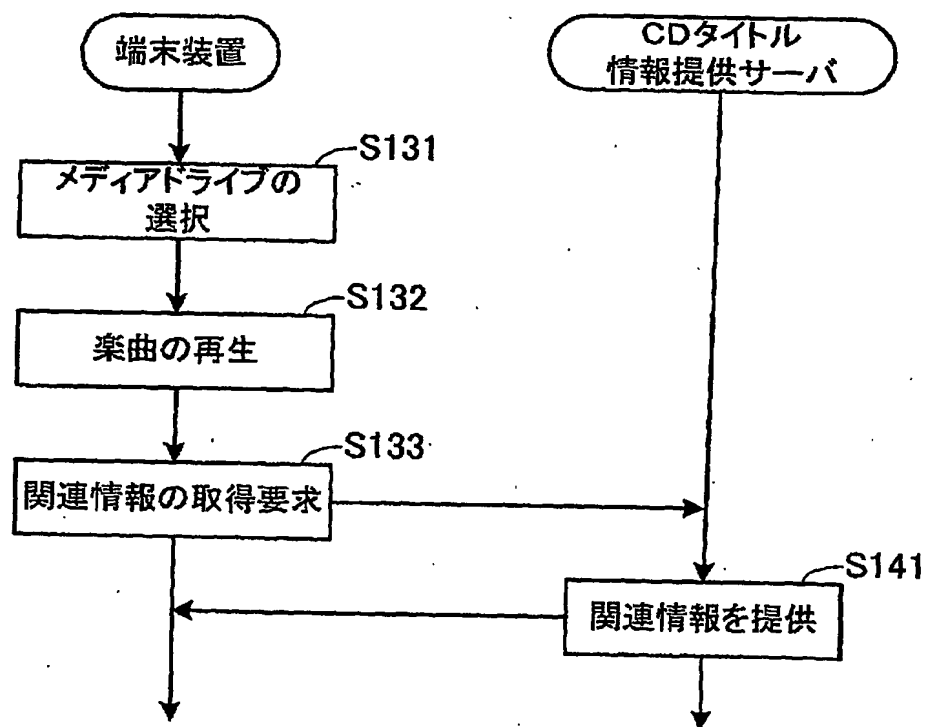 端末装置
CDタイトル
情報提供サーバ
S131
メディアドライブの
選択
S132
楽曲の再生
S133
関連情報の取得要求
S141
関連情報を提供